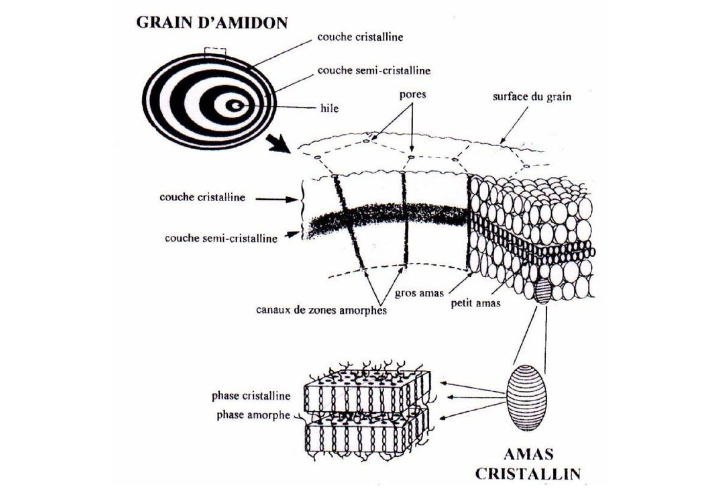 GRAIN D'AMIDON
couche cristalline
couche semi-cristalline
hile
pores
surface du grain
couche cristalline
couche semi-cristalline
canaux de zones amorphes
gros amas
petit amas
phase cristalline
phase amorphe
AMAS
CRISTALLIN